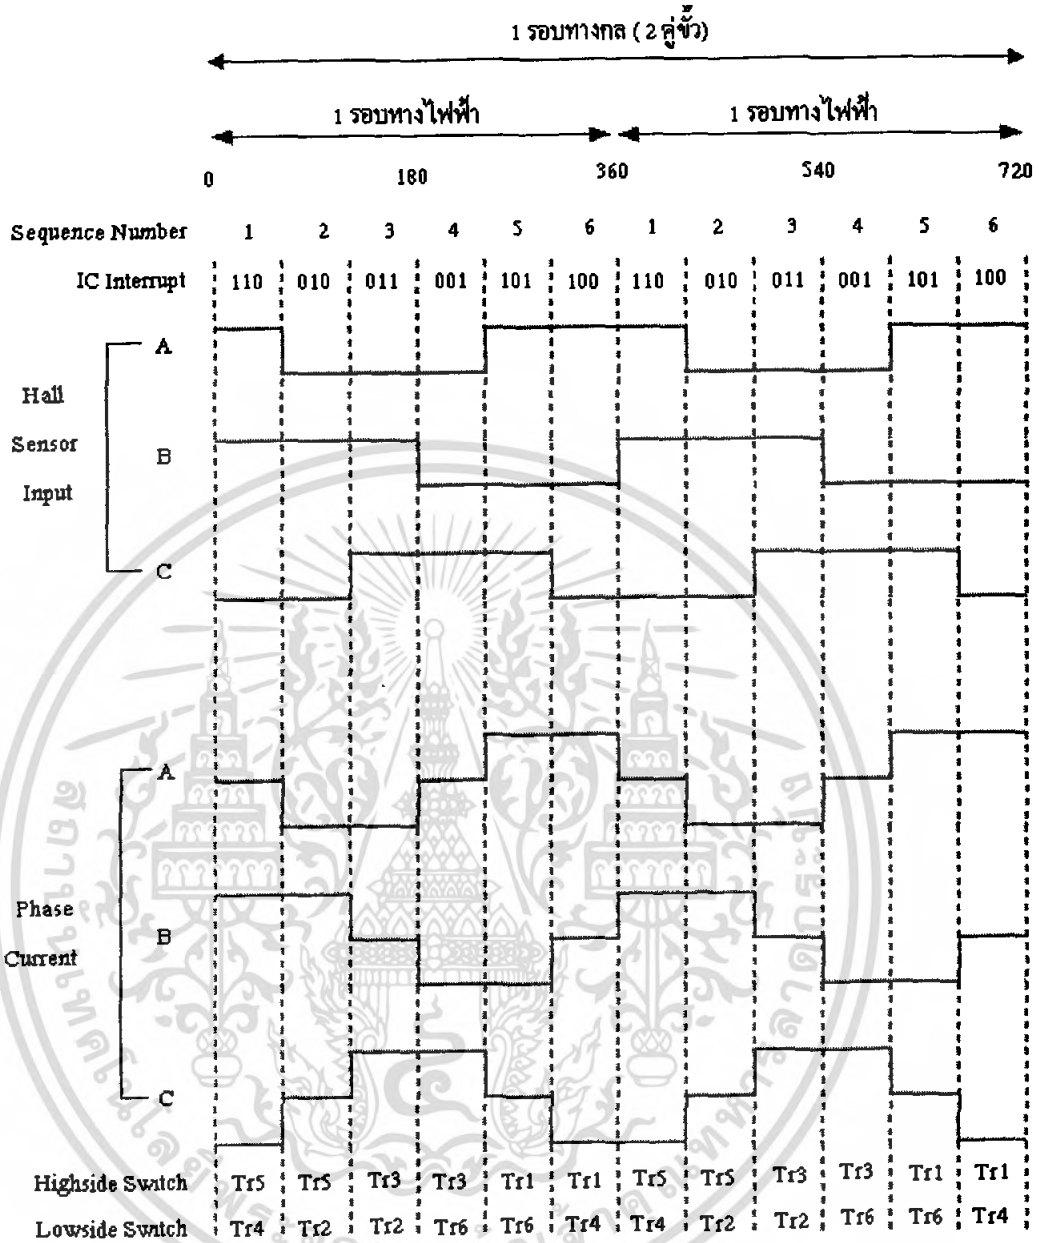 1 รอบทางกล ( 2 คู่ขั้ว)
1 รอบทางไฟฟ้า 1 รอบทางไฟฟ้า
0 180 360 540 720
Sequence Number 1 2 3 4 5 6 1 2 3 4 5 6
IC Interrupt 110 010 011 001 101 100 110 010 011 001 101 100
A
Hall
Sensor
B
Input
C
A
Phase
B
Current
C
Highside Switch Tr5 Tr5 Tr3 Tr3 Tr1 Tr1 Tr5 Tr5 Tr3 Tr3 Tr1 Tr1
Lowside Switch Tr4 Tr2 Tr2 Tr6 Tr6 Tr4 Tr4 Tr2 Tr2 Tr6 Tr6 Tr4